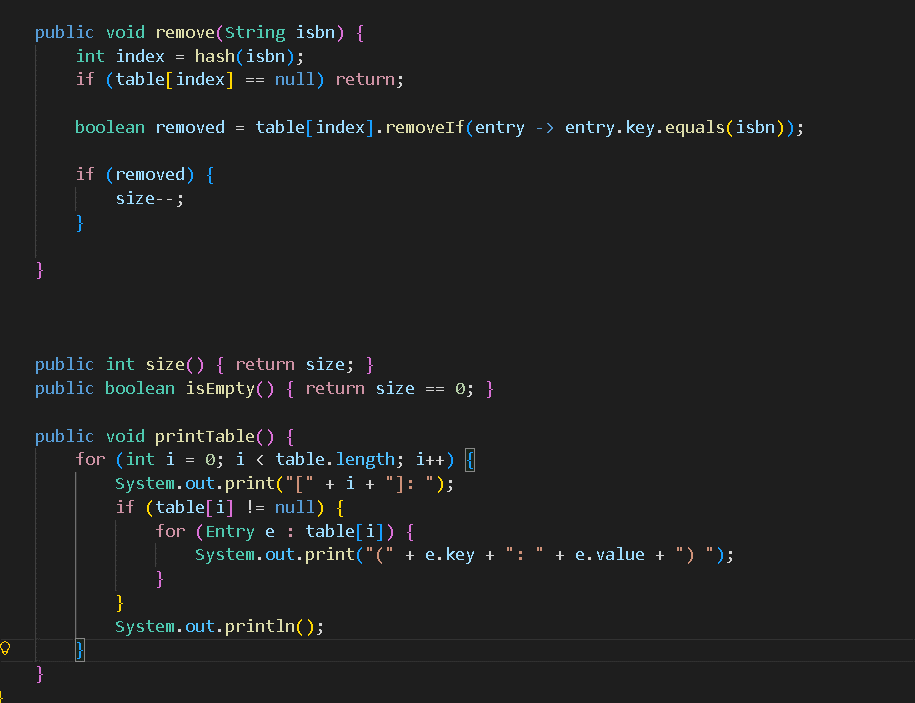 public void remove(String isbn) {
    int index = hash(isbn);
    if (table[index] == null) return;
    boolean removed = table[index].removeIf(entry -> entry.key.equals(isbn));
    if (removed) {
        size--;
    }
}
public int size() { return size; }
public boolean isEmpty() { return size == 0; }
public void printTable() {
    for (int i = 0; i < table.length; i++) {
        System.out.print("[" + i + "]: ");
        if (table[i] != null) {
            for (Entry e : table[i]) {
                System.out.print("(" + e.key + ": " + e.value + ") ");
            }
        }
        System.out.println();
    }
}
}